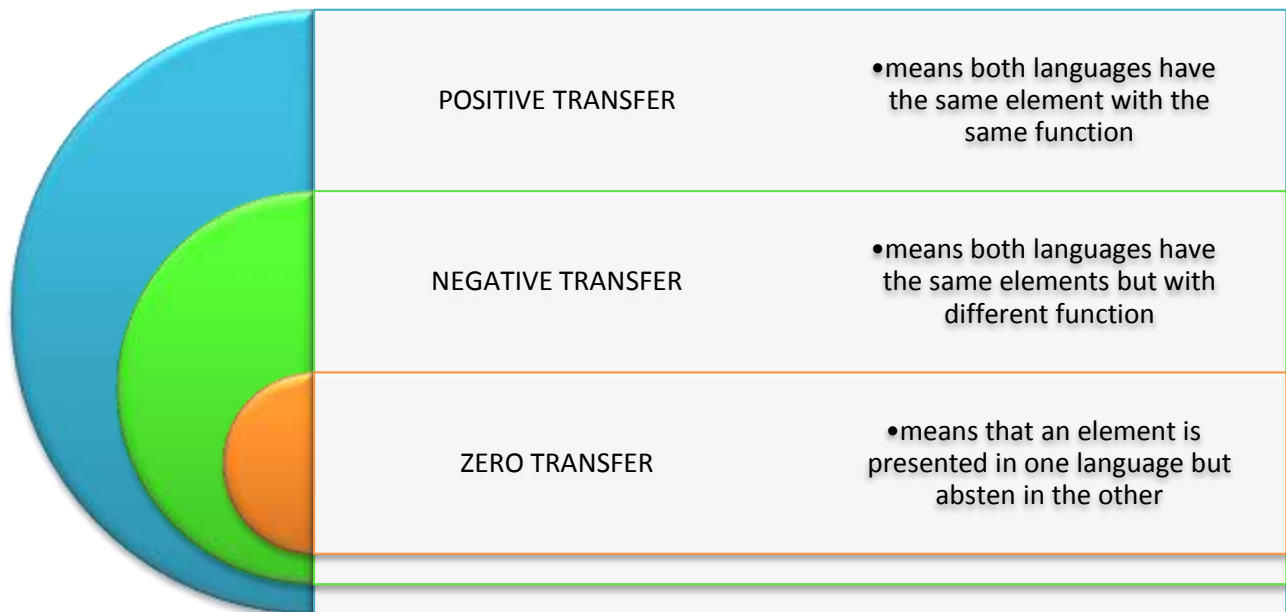 POSITIVE TRANSFER
•means both languages have
the same element with the
same function
NEGATIVE TRANSFER
•means both languages have
the same elements but with
different function
ZERO TRANSFER
•means that an element is
presented in one language but
absten in the other